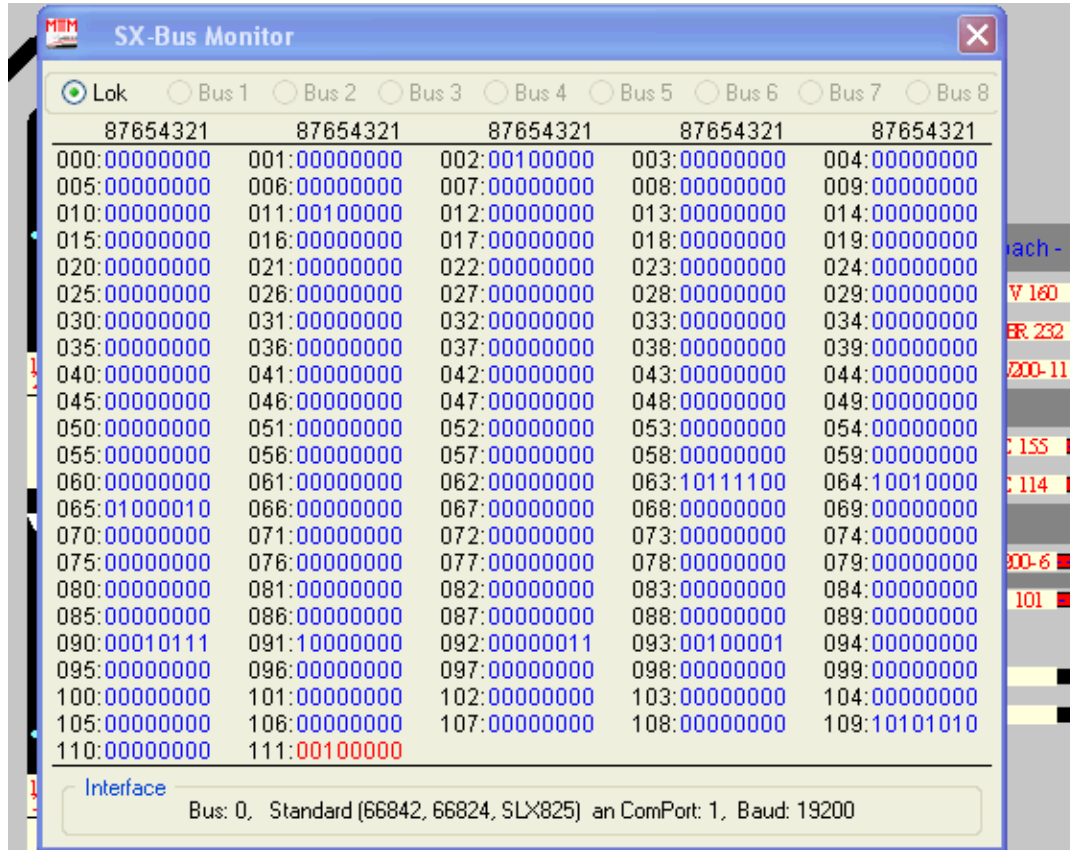 MTTM SX-Bus Monitor
Lok Bus 1 Bus 2 Bus 3 Bus 4 Bus 5 Bus 6 Bus 7 Bus 8
87654321 87654321 87654321 87654321 87654321
000:00000000 001:00000000 002:00100000 003:00000000 004:00000000
005:00000000 006:00000000 007:00000000 008:00000000 009:00000000
010:00000000 011:00100000 012:00000000 013:00000000 014:00000000
015:00000000 016:00000000 017:00000000 018:00000000 019:00000000
020:00000000 021:00000000 022:00000000 023:00000000 024:00000000
025:00000000 026:00000000 027:00000000 028:00000000 029:00000000
030:00000000 031:00000000 032:00000000 033:00000000 034:00000000
035:00000000 036:00000000 037:00000000 038:00000000 039:00000000
040:00000000 041:00000000 042:00000000 043:00000000 044:00000000
045:00000000 046:00000000 047:00000000 048:00000000 049:00000000
050:00000000 051:00000000 052:00000000 053:00000000 054:00000000
055:00000000 056:00000000 057:00000000 058:00000000 059:00000000
060:00000000 061:00000000 062:00000000 063:10111100 064:10010000
065:01000010 066:00000000 067:00000000 068:00000000 069:00000000
070:00000000 071:00000000 072:00000000 073:00000000 074:00000000
075:00000000 076:00000000 077:00000000 078:00000000 079:00000000
080:00000000 081:00000000 082:00000000 083:00000000 084:00000000
085:00000000 086:00000000 087:00000000 088:00000000 089:00000000
090:00010111 091:10000000 092:00000011 093:00100001 094:00000000
095:00000000 096:00000000 097:00000000 098:00000000 099:00000000
100:00000000 101:00000000 102:00000000 103:00000000 104:00000000
105:00000000 106:00000000 107:00000000 108:00000000 109:10101010
110:00000000 111:00100000
Interface
Bus: 0, Standard (66842, 66824, SLX825) an ComPort: 1, Baud: 19200
ach -
V 160
BR 232
V200-11
C 155
C 114
200-6
101